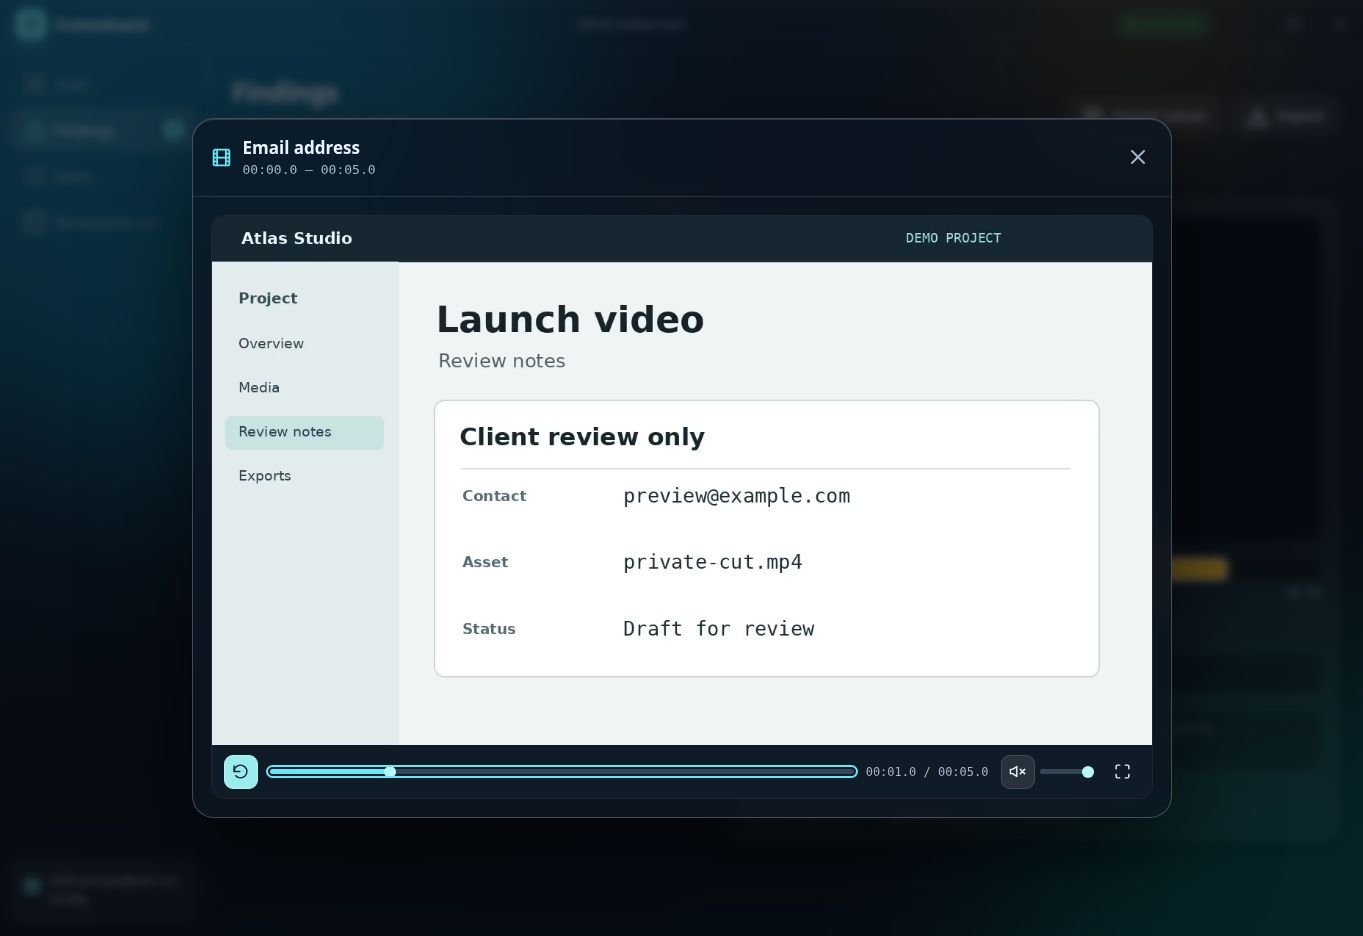 Findings
Email address
00:00.0 — 00:05.0
Atlas Studio
DEMO PROJECT
Project
Overview
Media
Review notes
Exports
Launch video
Review notes
Client review only
Contact
preview@example.com
Asset
private-cut.mp4
Status
Draft for review
00:01.0 / 00:05.0